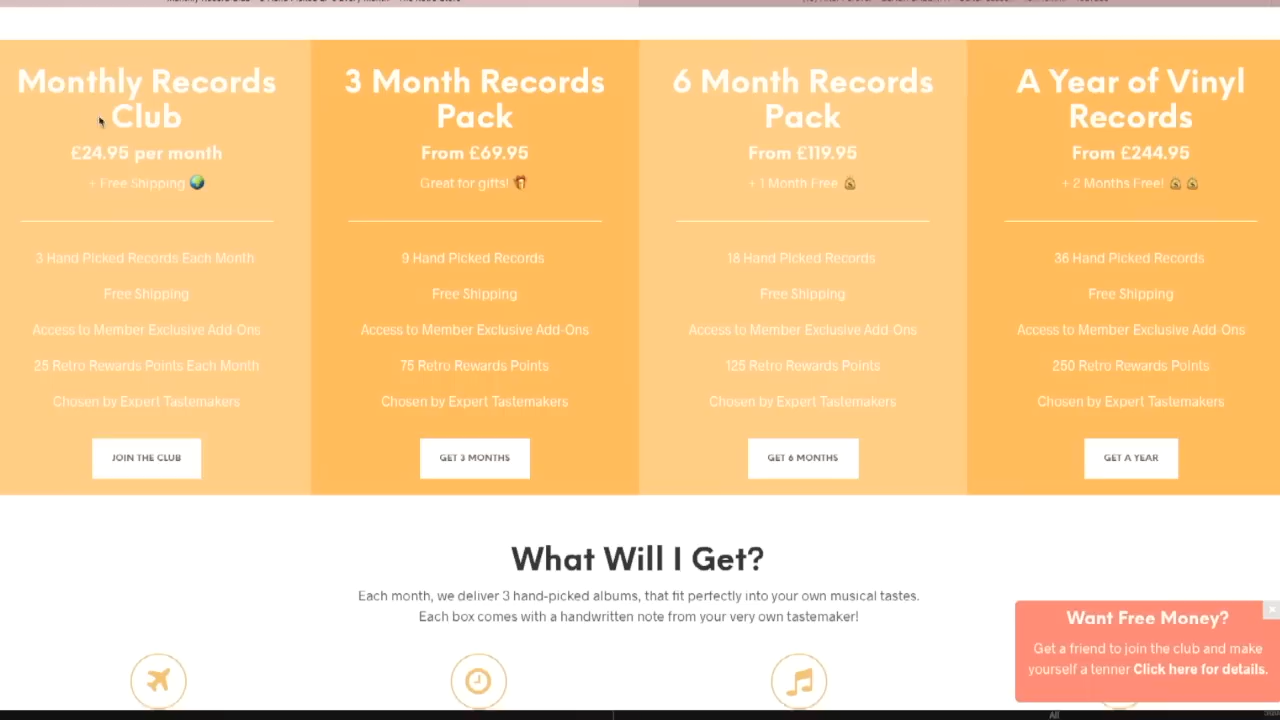 Monthly Records
Club
£24.95 per month
+ Free Shipping
3 Hand Picked Records Each Month
Free Shipping
Access to Member Exclusive Add-Ons
25 Retro Rewards Points Each Month
Chosen by Expert Tastemakers
JOIN THE CLUB
3 Month Records
Pack
From £69.95
Great for gifts!
9 Hand Picked Records
Free Shipping
Access to Member Exclusive Add-Ons
75 Retro Rewards Points
Chosen by Expert Tastemakers
GET 3 MONTHS
6 Month Records
Pack
From £119.95
+ 1 Month Free
18 Hand Picked Records
Free Shipping
Access to Member Exclusive Add-Ons
125 Retro Rewards Points
Chosen by Expert Tastemakers
GET 6 MONTHS
A Year of Vinyl
Records
From £244.95
+ 2 Months Free!
36 Hand Picked Records
Free Shipping
Access to Member Exclusive Add-Ons
250 Retro Rewards Points
Chosen by Expert Tastemakers
GET A YEAR
What Will I Get?
Each month, we deliver 3 hand-picked albums, that fit perfectly into your own musical tastes.
Each box comes with a handwritten note from your very own tastemaker!
Want Free Money?
Get a friend to join the club and make
yourself a tenner Click here for details.
All